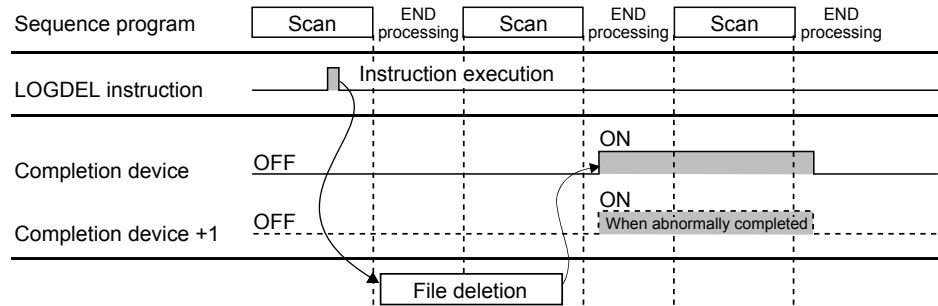 Sequence program
Scan
END
processing
Scan
END
processing
Scan
END
processing
LOGDEL instruction
Instruction execution
Completion device
OFF
ON
Completion device +1
OFF
ON
When abnormally completed
File deletion